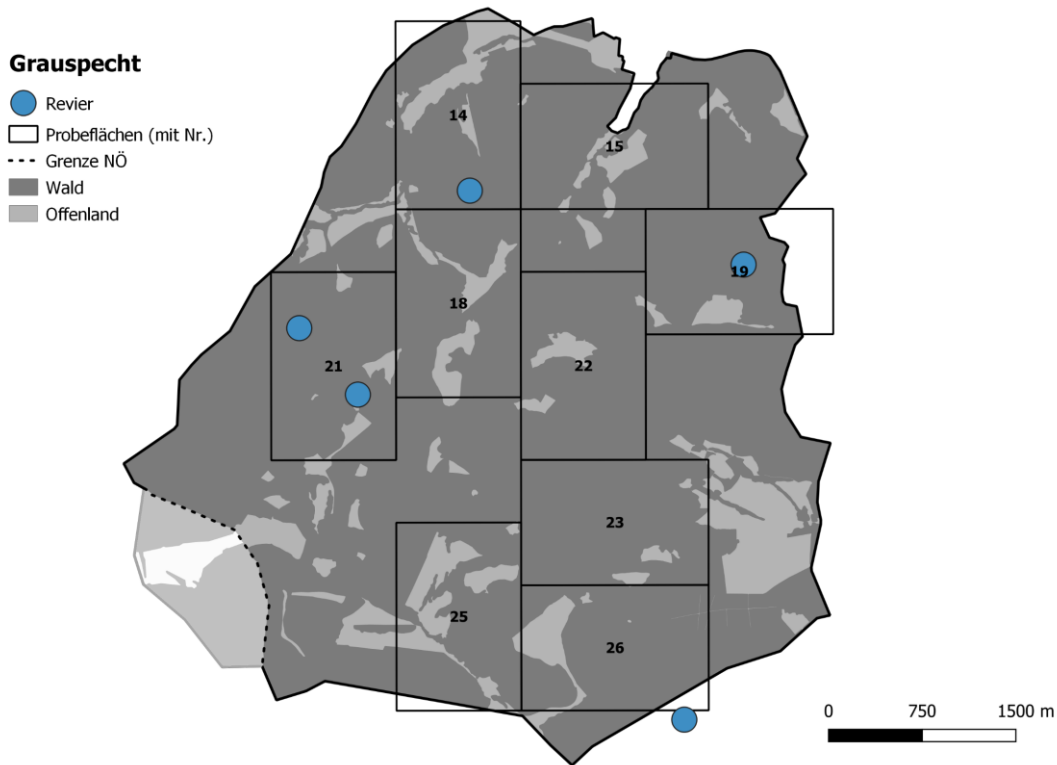 Grauspecht
Revier
Probeflächen (mit Nr.)
Grenze NÖ
Wald
Offenland
14
15
19
18
21
22
23
25
26
0 750 1500 m